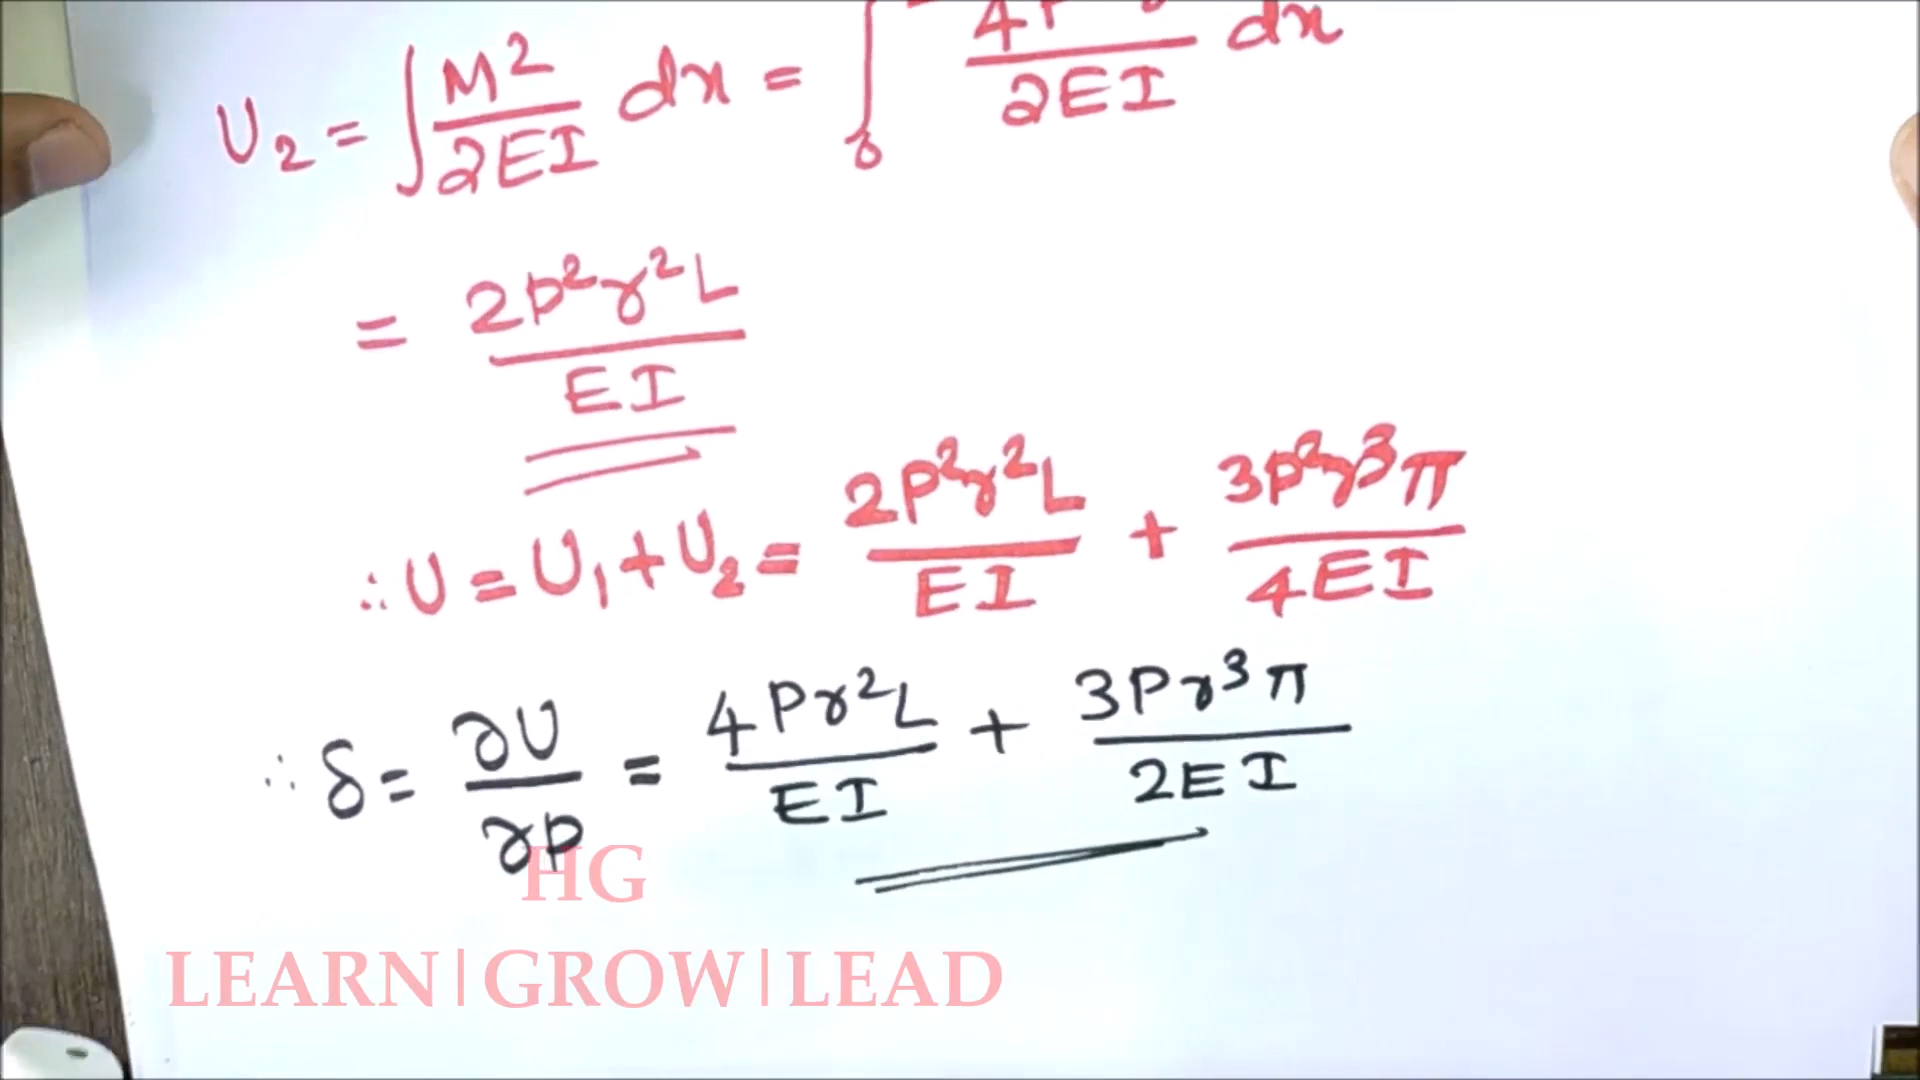 U₂ = ∫ M²/2EI dx = ∫₀ 4P/2EI dx
= 2P²r²L/EI
∴ U = U₁ + U₂ = 2P²r²L/EI + 3P²r³π/4EI
∴ δ = ∂U/∂P = 4Pr²L/EI + 3Pr³π/2EI
HG
LEARN|GROW|LEAD